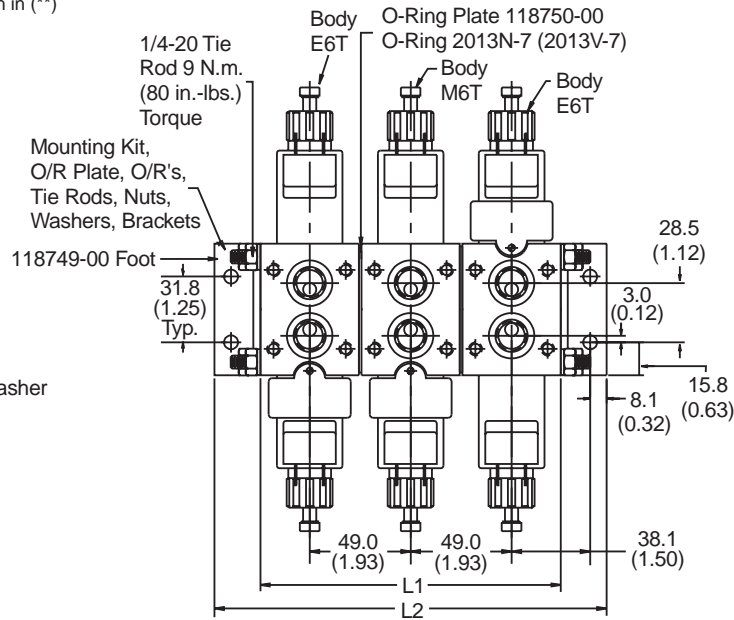 n in (**)
Body
E6T
O-Ring Plate 118750-00
O-Ring 2013N-7 (2013V-7)
1/4-20 Tie
Rod 9 N.m.
(80 in.-lbs.)
Torque
Body
M6T
Body
E6T
Mounting Kit,
O/R Plate, O/R's,
Tie Rods, Nuts,
Washers, Brackets
118749-00 Foot
28.5
(1.12)
31.8
(1.25)
Typ.
3.0
(0.12)
asher
15.8
(0.63)
8.1
(0.32)
49.0
(1.93)
49.0
(1.93)
38.1
(1.50)
L1
L2